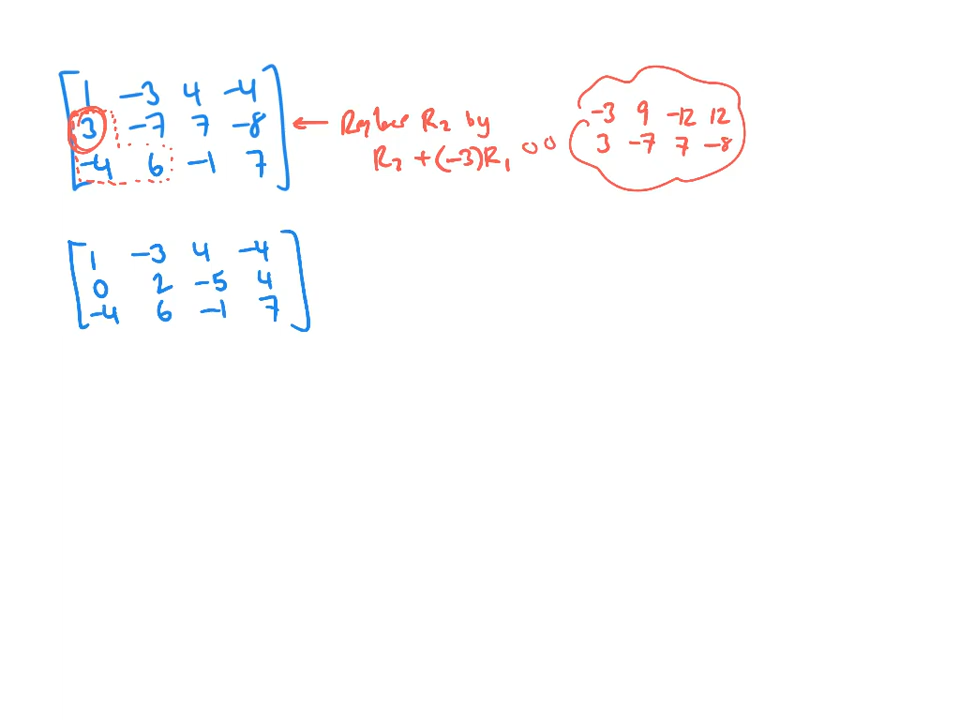 1 -3 4 -4
3 -7 7 -8 ← Replace R2 by
-4 6 -1 7 R2 + (-3)R1
-3 9 -12 12
3 -7 7 -8
1 -3 4 -4
0 2 -5 4
-4 6 -1 7